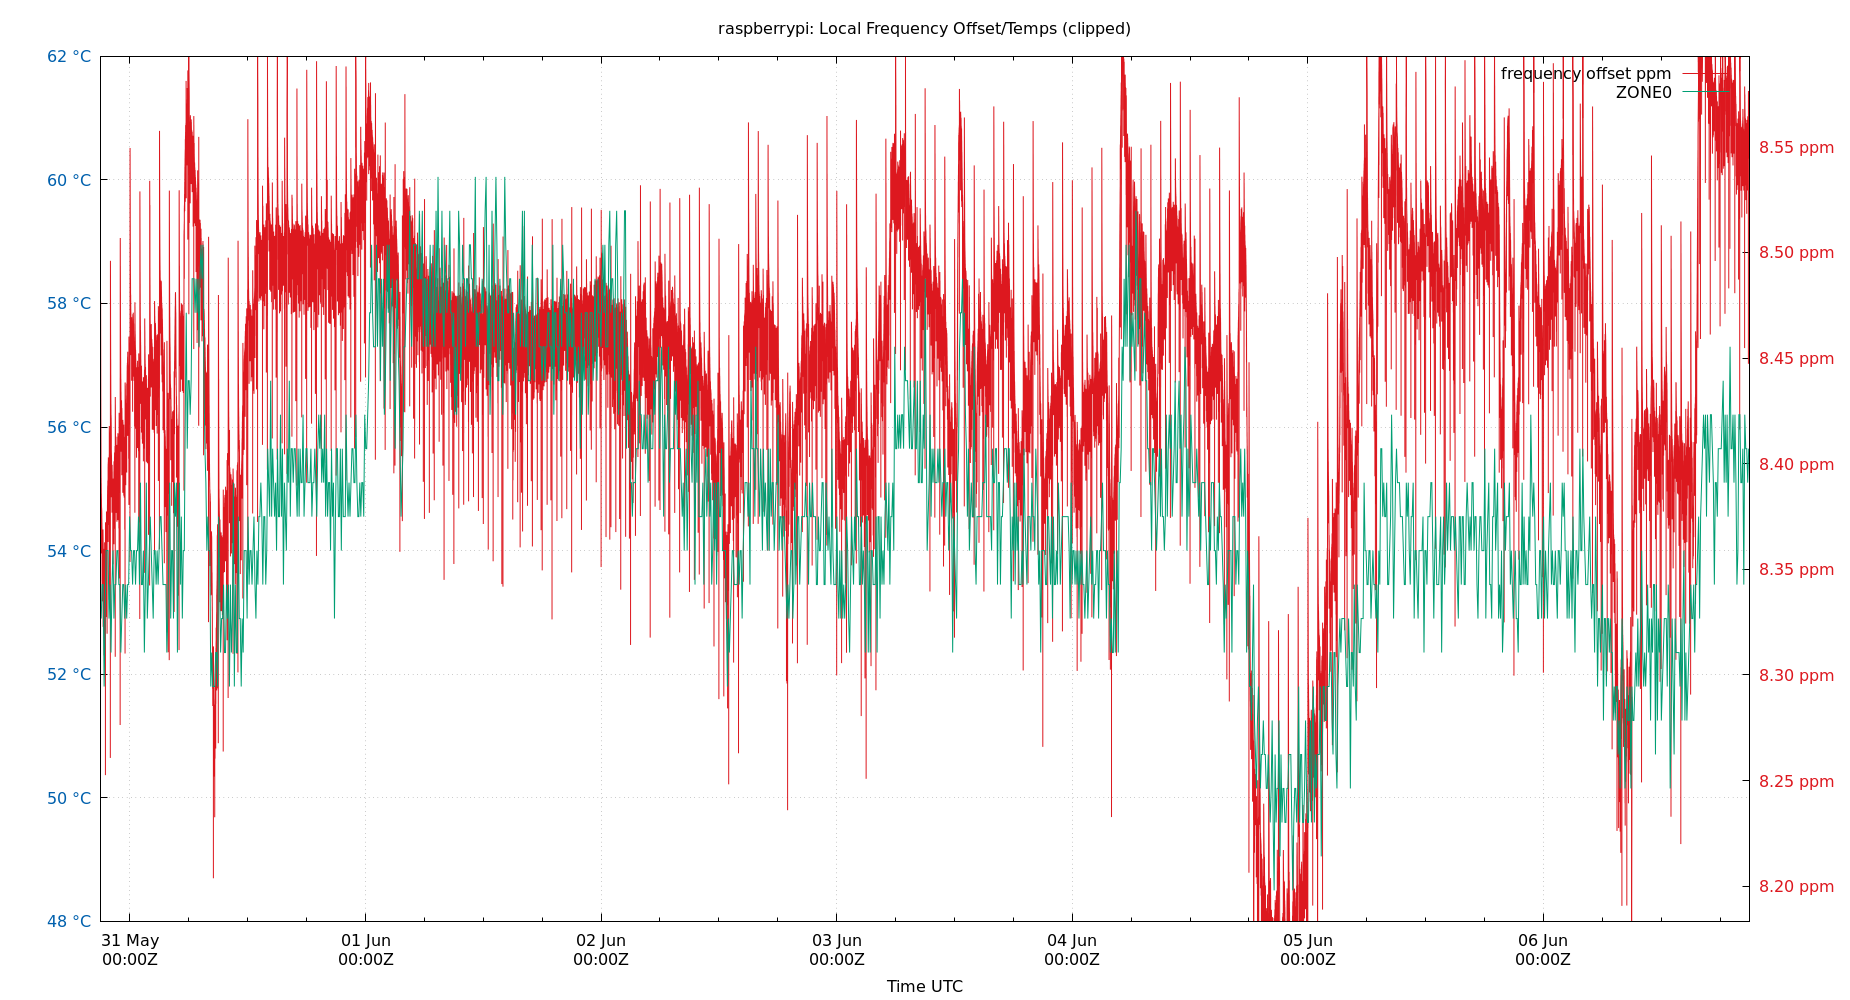 raspberrypi: Local Frequency Offset/Temps (clipped)
62 °C
60 °C
58 °C
56 °C
54 °C
52 °C
50 °C
48 °C
frequency offset ppm
ZONE0
8.55 ppm
8.50 ppm
8.45 ppm
8.40 ppm
8.35 ppm
8.30 ppm
8.25 ppm
8.20 ppm
31 May 01 Jun 02 Jun 03 Jun 04 Jun 05 Jun 06 Jun
00:00Z 00:00Z 00:00Z 00:00Z 00:00Z 00:00Z 00:00Z
Time UTC